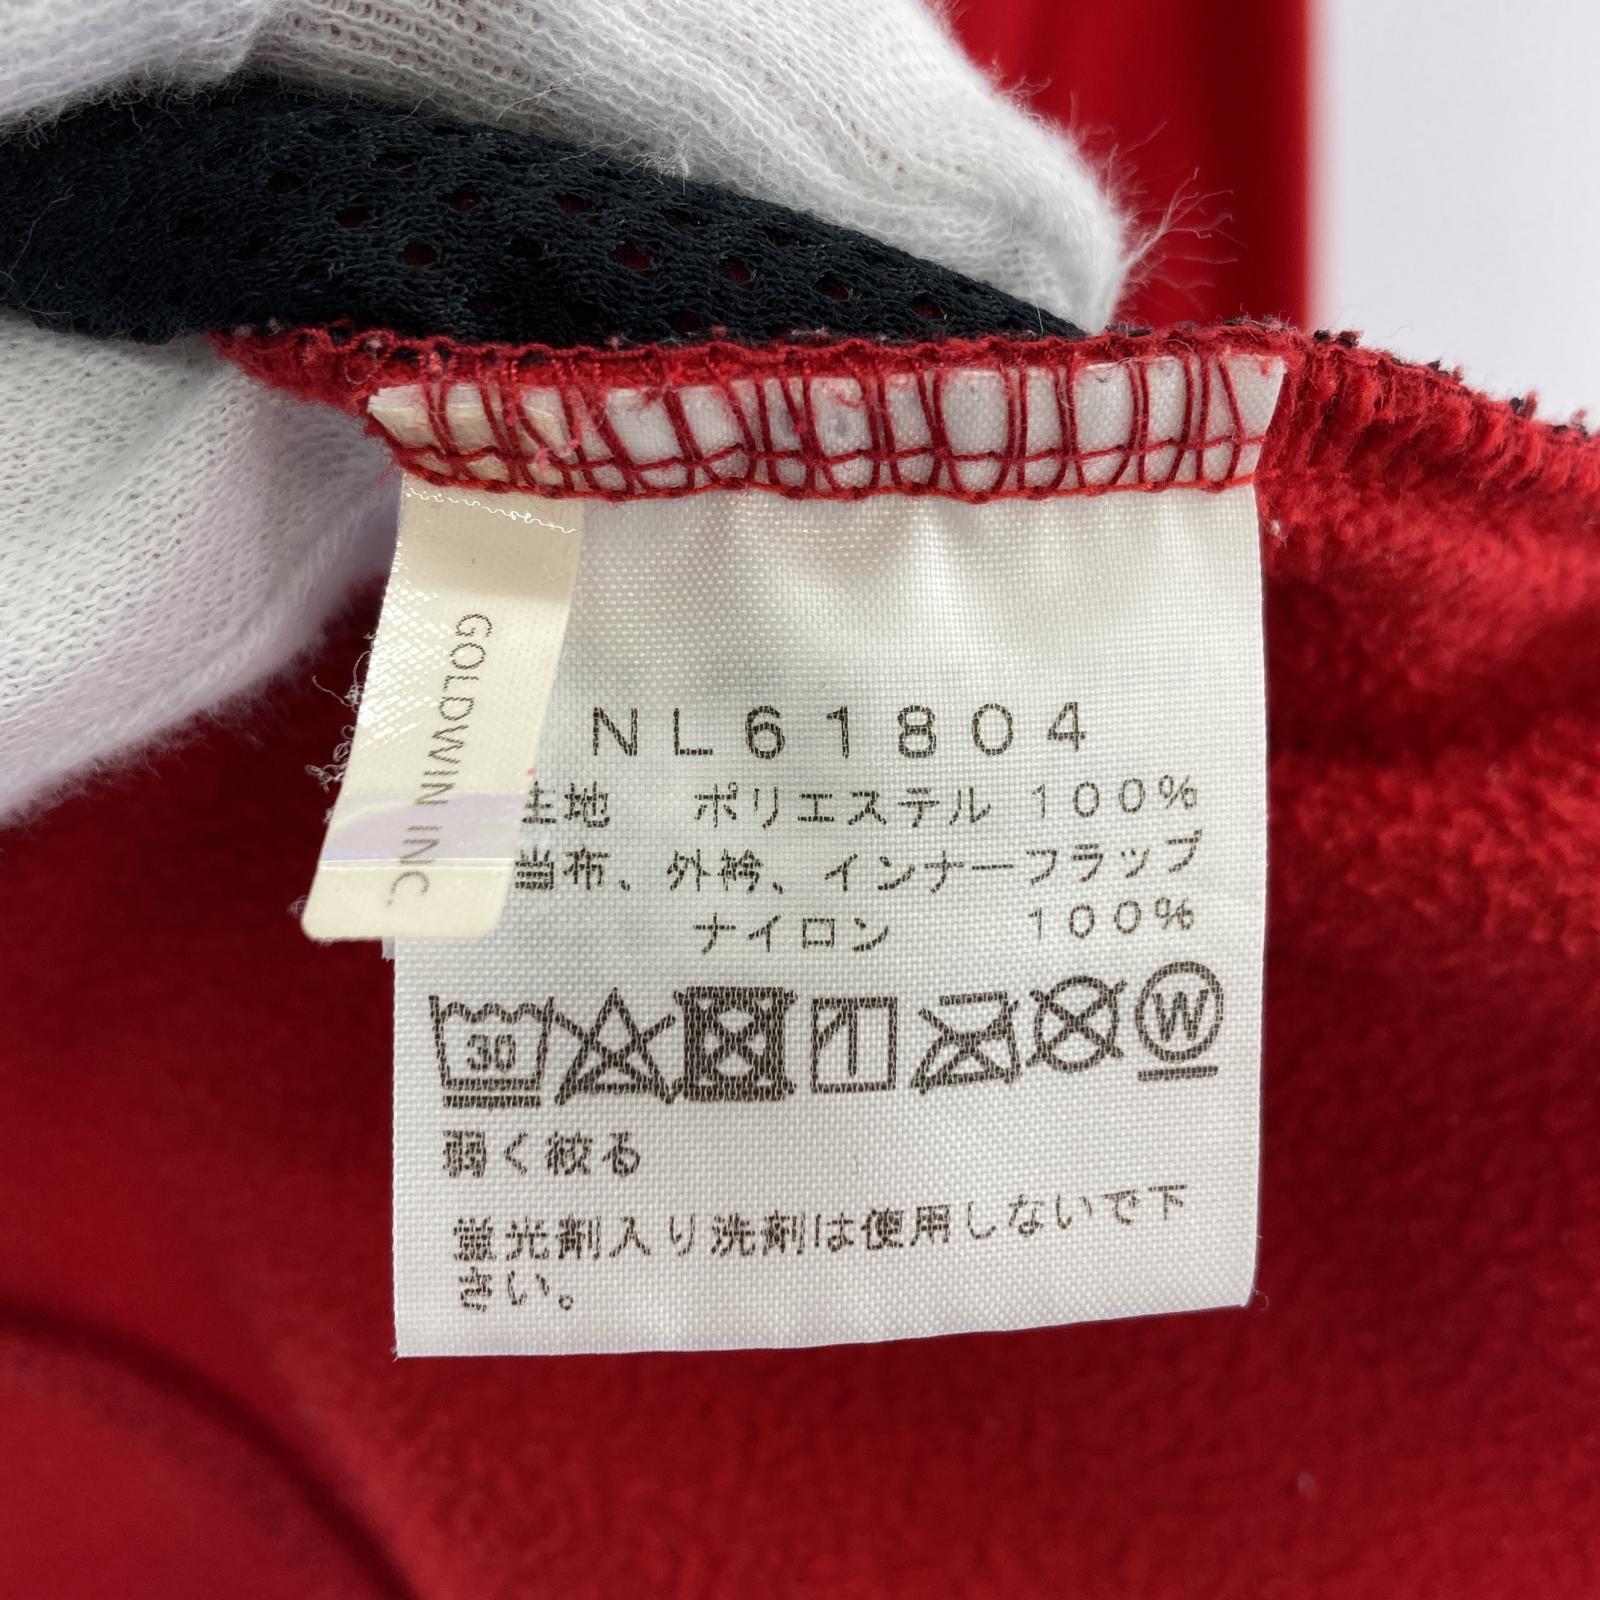 GOLDWIN INC.
NL61804
主地 ポリエステル 100%
当布、外衿、インナーフラップ
ナイロン 100%
30
W
弱く絞る
蛍光剤入り洗剤は使用しないで下
さい。